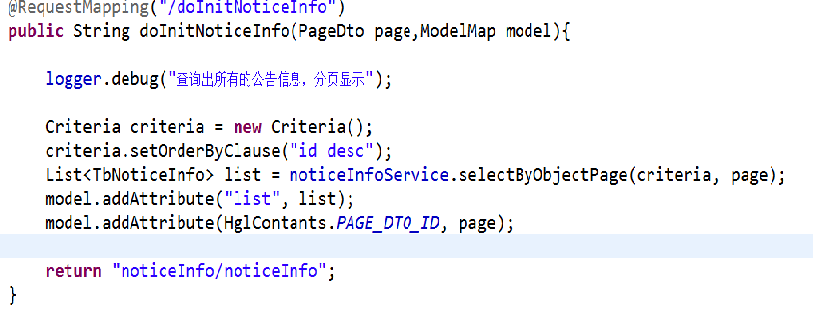 @RequestMapping("/doInitNoticeInfo")
public String doInitNoticeInfo(PageDto page,ModelMap model){
logger.debug("查询出所有的公告信息，分页显示");
Criteria criteria = new Criteria();
criteria.setOrderByClause("id desc");
List<TbNoticeInfo> list = noticeInfoService.selectByObjectPage(criteria, page);
model.addAttribute("list", list);
model.addAttribute(HglContants.PAGE_DTO_ID, page);
return "noticeInfo/noticeInfo";
}